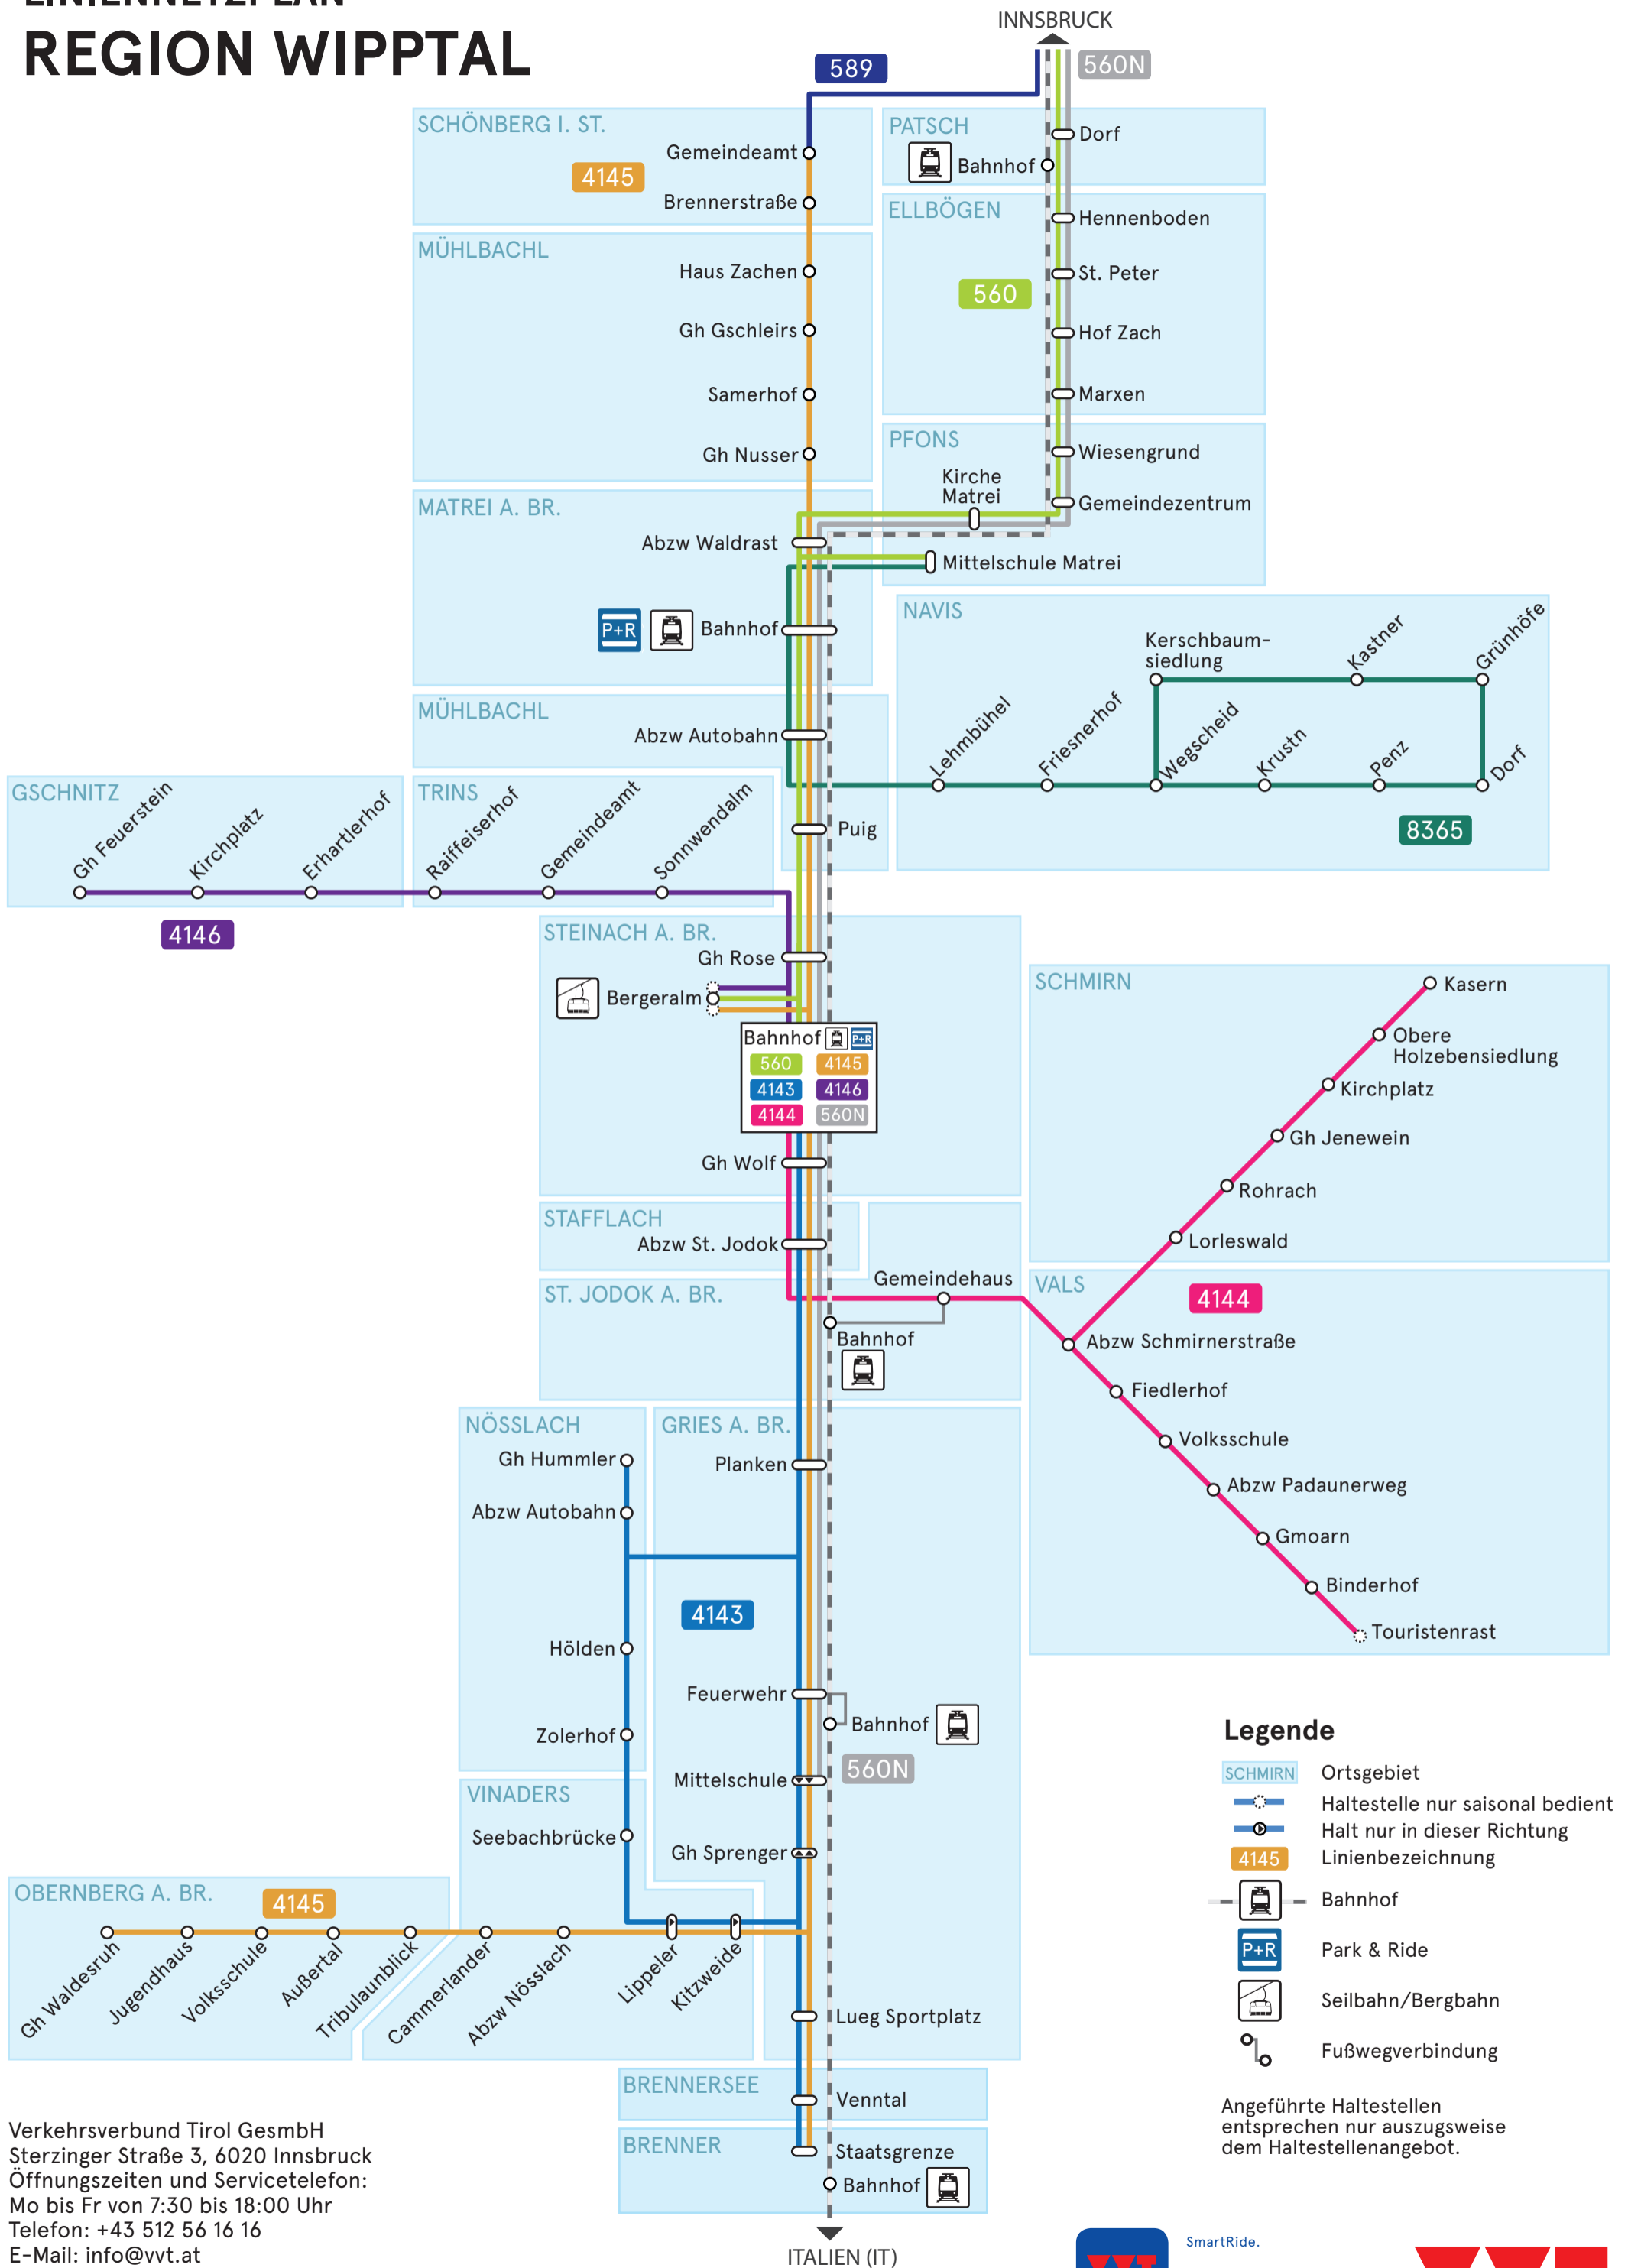 LINIENNETZPLAN
REGION WIPPTAL
INNSBRUCK
589
560N
SCHÖNBERG I. ST.
Gemeindeamt
4145
Brennerstraße
PATSCH
Dorf
Bahnhof
MÜHLBACHL
Haus Zachen
Gh Gschleirs
Samerhof
Gh Nusser
ELLBÖGEN
Hennenboden
St. Peter
560
Hof Zach
Marxen
PFONS
Wiesengrund
Kirche
Matrei
Gemeindezentrum
Mittelschule Matrei
MATREI A. BR.
Abzw Waldrast
P+R
Bahnhof
MÜHLBACHL
Abzw Autobahn
Puig
NAVIS
Kerschbaum-
siedlung
Kastner
Grünhöfe
Lehmbühel
Friesnerhof
Wegscheid
Krustn
Penz
Dorf
8365
GSCHNITZ
Gh Feuerstein
Kirchplatz
Erhartlerhof
4146
TRINS
Raiffeiserhof
Gemeindeamt
Sonnwendalm
STEINACH A. BR.
Gh Rose
Bergeralm
Bahnhof P+R
560 4145
4143 4146
4144 560N
Gh Wolf
STAFFLACH
Abzw St. Jodok
ST. JODOK A. BR.
Gemeindehaus
Bahnhof
SCHMIRN
Kasern
Obere
Holzebensiedlung
Kirchplatz
Gh Jenewein
Rohrach
Lorleswald
VALS
4144
Abzw Schmirnerstraße
Fiedlerhof
Volksschule
Abzw Padaunerweg
Gmoarn
Binderhof
Touristenrast
NÖSSLACH
Gh Hummler
Abzw Autobahn
Hölden
Zolerhof
GRIES A. BR.
Planken
4143
Feuerwehr
Bahnhof
560N
Mittelschule
Gh Sprenger
Lueg Sportplatz
VINADERS
Seebachbrücke
Cammerlander
Abzw Nösslach
Lippeler
Kitzweide
OBERNBERG A. BR.
4145
Gh Waldesruh
Jugendhaus
Volksschule
Außertal
Tribulaunblick
BRENNERSEE
Venntal
BRENNER
Staatsgrenze
Bahnhof
ITALIEN (IT)
Legende
SCHMIRN Ortsgebiet
Haltestelle nur saisonal bedient
Halt nur in dieser Richtung
4145 Linienbezeichnung
Bahnhof
P+R Park & Ride
Seilbahn/Bergbahn
Fußwegverbindung
Angeführte Haltestellen
entsprechen nur auszugsweise
dem Haltestellenangebot.
Verkehrsverbund Tirol GesmbH
Sterzinger Straße 3, 6020 Innsbruck
Öffnungszeiten und Servicetelefon:
Mo bis Fr von 7:30 bis 18:00 Uhr
Telefon: +43 512 56 16 16
E-Mail: info@vvt.at
SmartRide.